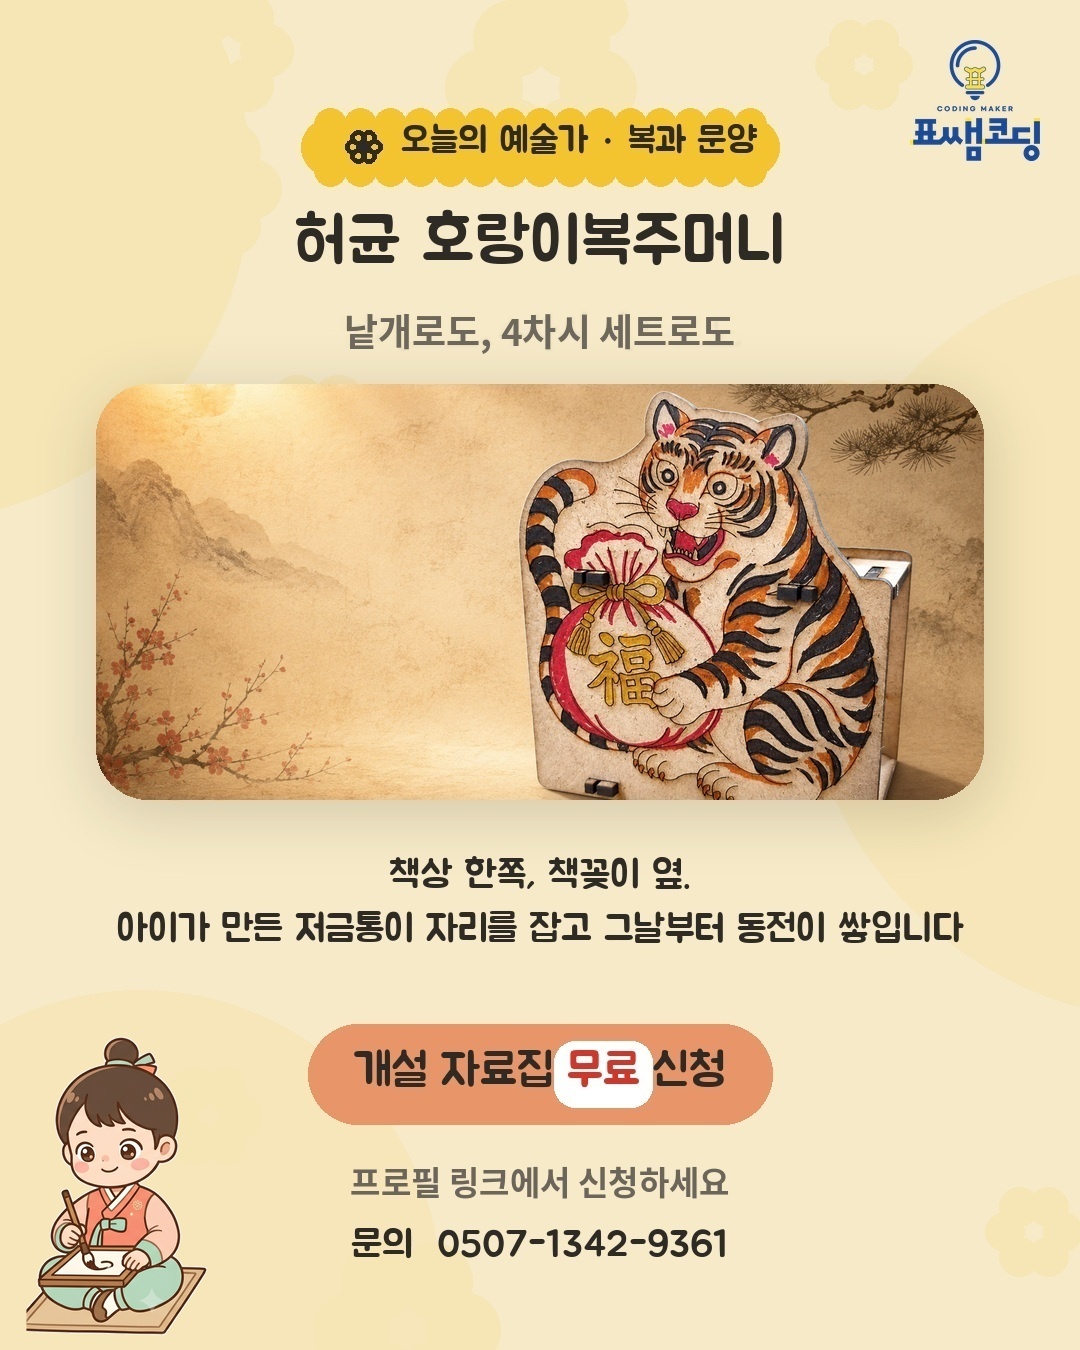 CODING MAKER
표쌤코딩
오늘의 예술가 · 복과 문양
허균 호랑이복주머니
낱개로도, 4차시 세트로도
福
책상 한쪽, 책꽂이 옆.
아이가 만든 저금통이 자리를 잡고 그날부터 동전이 쌓입니다
개설 자료집 무료 신청
프로필 링크에서 신청하세요
문의 0507-1342-9361